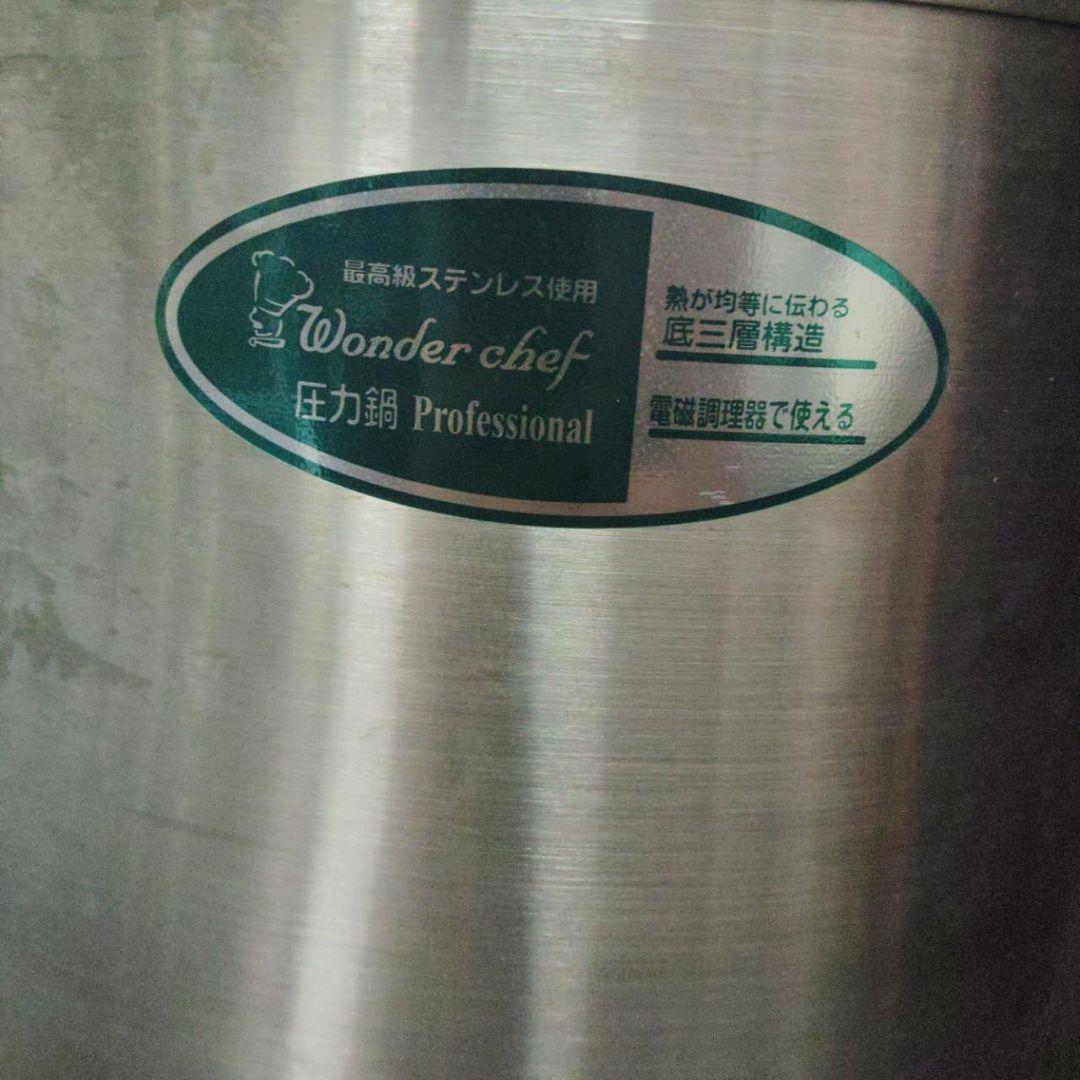 最高級ステンレス使用
Wonder chef
圧力鍋 Professional
熱が均等に伝わる
底三層構造
電磁調理器で使える